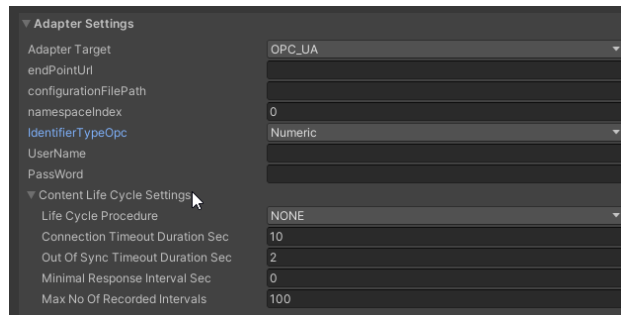 Adapter Settings
Adapter Target OPC_UA
endPointUrl
configurationFilePath
namespaceIndex 0
IdentifierTypeOpc Numeric
UserName
PassWord
Content Life Cycle Settings
Life Cycle Procedure NONE
Connection Timeout Duration Sec 10
Out Of Sync Timeout Duration Sec 2
Minimal Response Interval Sec 0
Max No Of Recorded Intervals 100